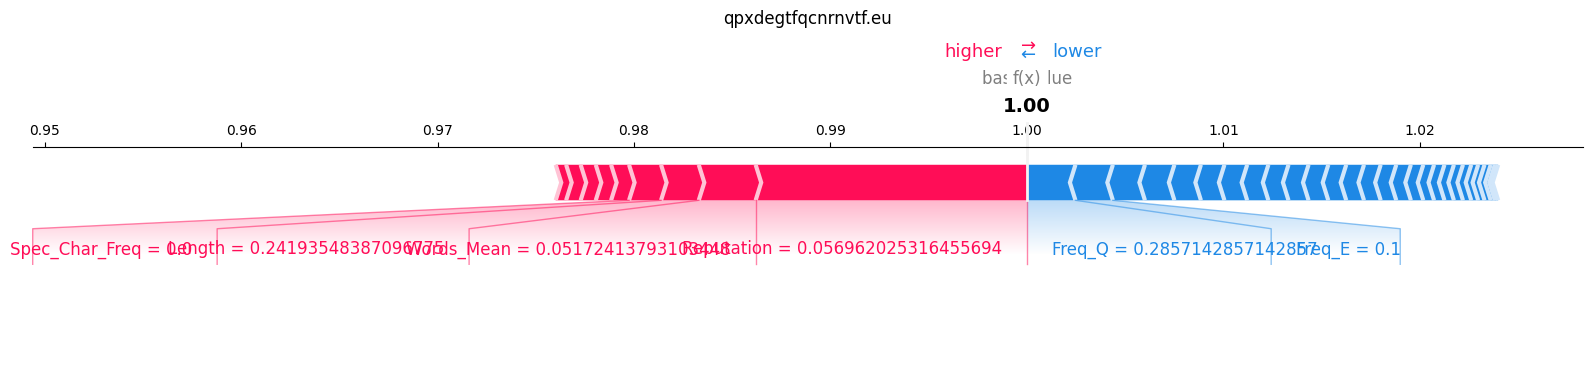 qpxdegtfqcnrnvtf.eu
higher → ← lower
f(x)
1.00
0.95 0.96 0.97 0.98 0.99 1.00 1.01 1.02
Spec_Char_Freq = 0.0 Length = 0.24193548387096775 Words_Mean = 0.05172413793103448 Reputation = 0.056962025316455694 Freq_Q = 0.2857142857142857 Freq_E = 0.1